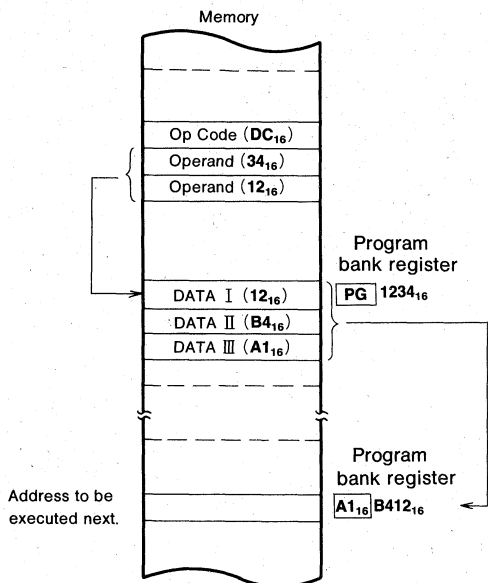 Memory
Op Code (DC₁₆)
Operand (34₁₆)
Operand (12₁₆)
Program
bank register
DATA Ⅰ (12₁₆)
PG 1234₁₆
DATA Ⅱ (B4₁₆)
DATA Ⅲ (A1₁₆)
Program
bank register
Address to be
executed next.
A1₁₆ B412₁₆